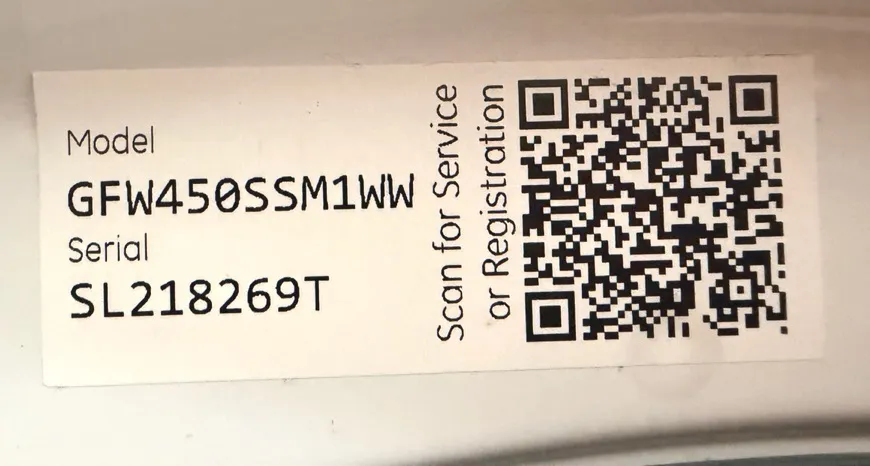 Model
GFW450SSM1WW
Serial
SL218269T
Scan for Service
or Registration